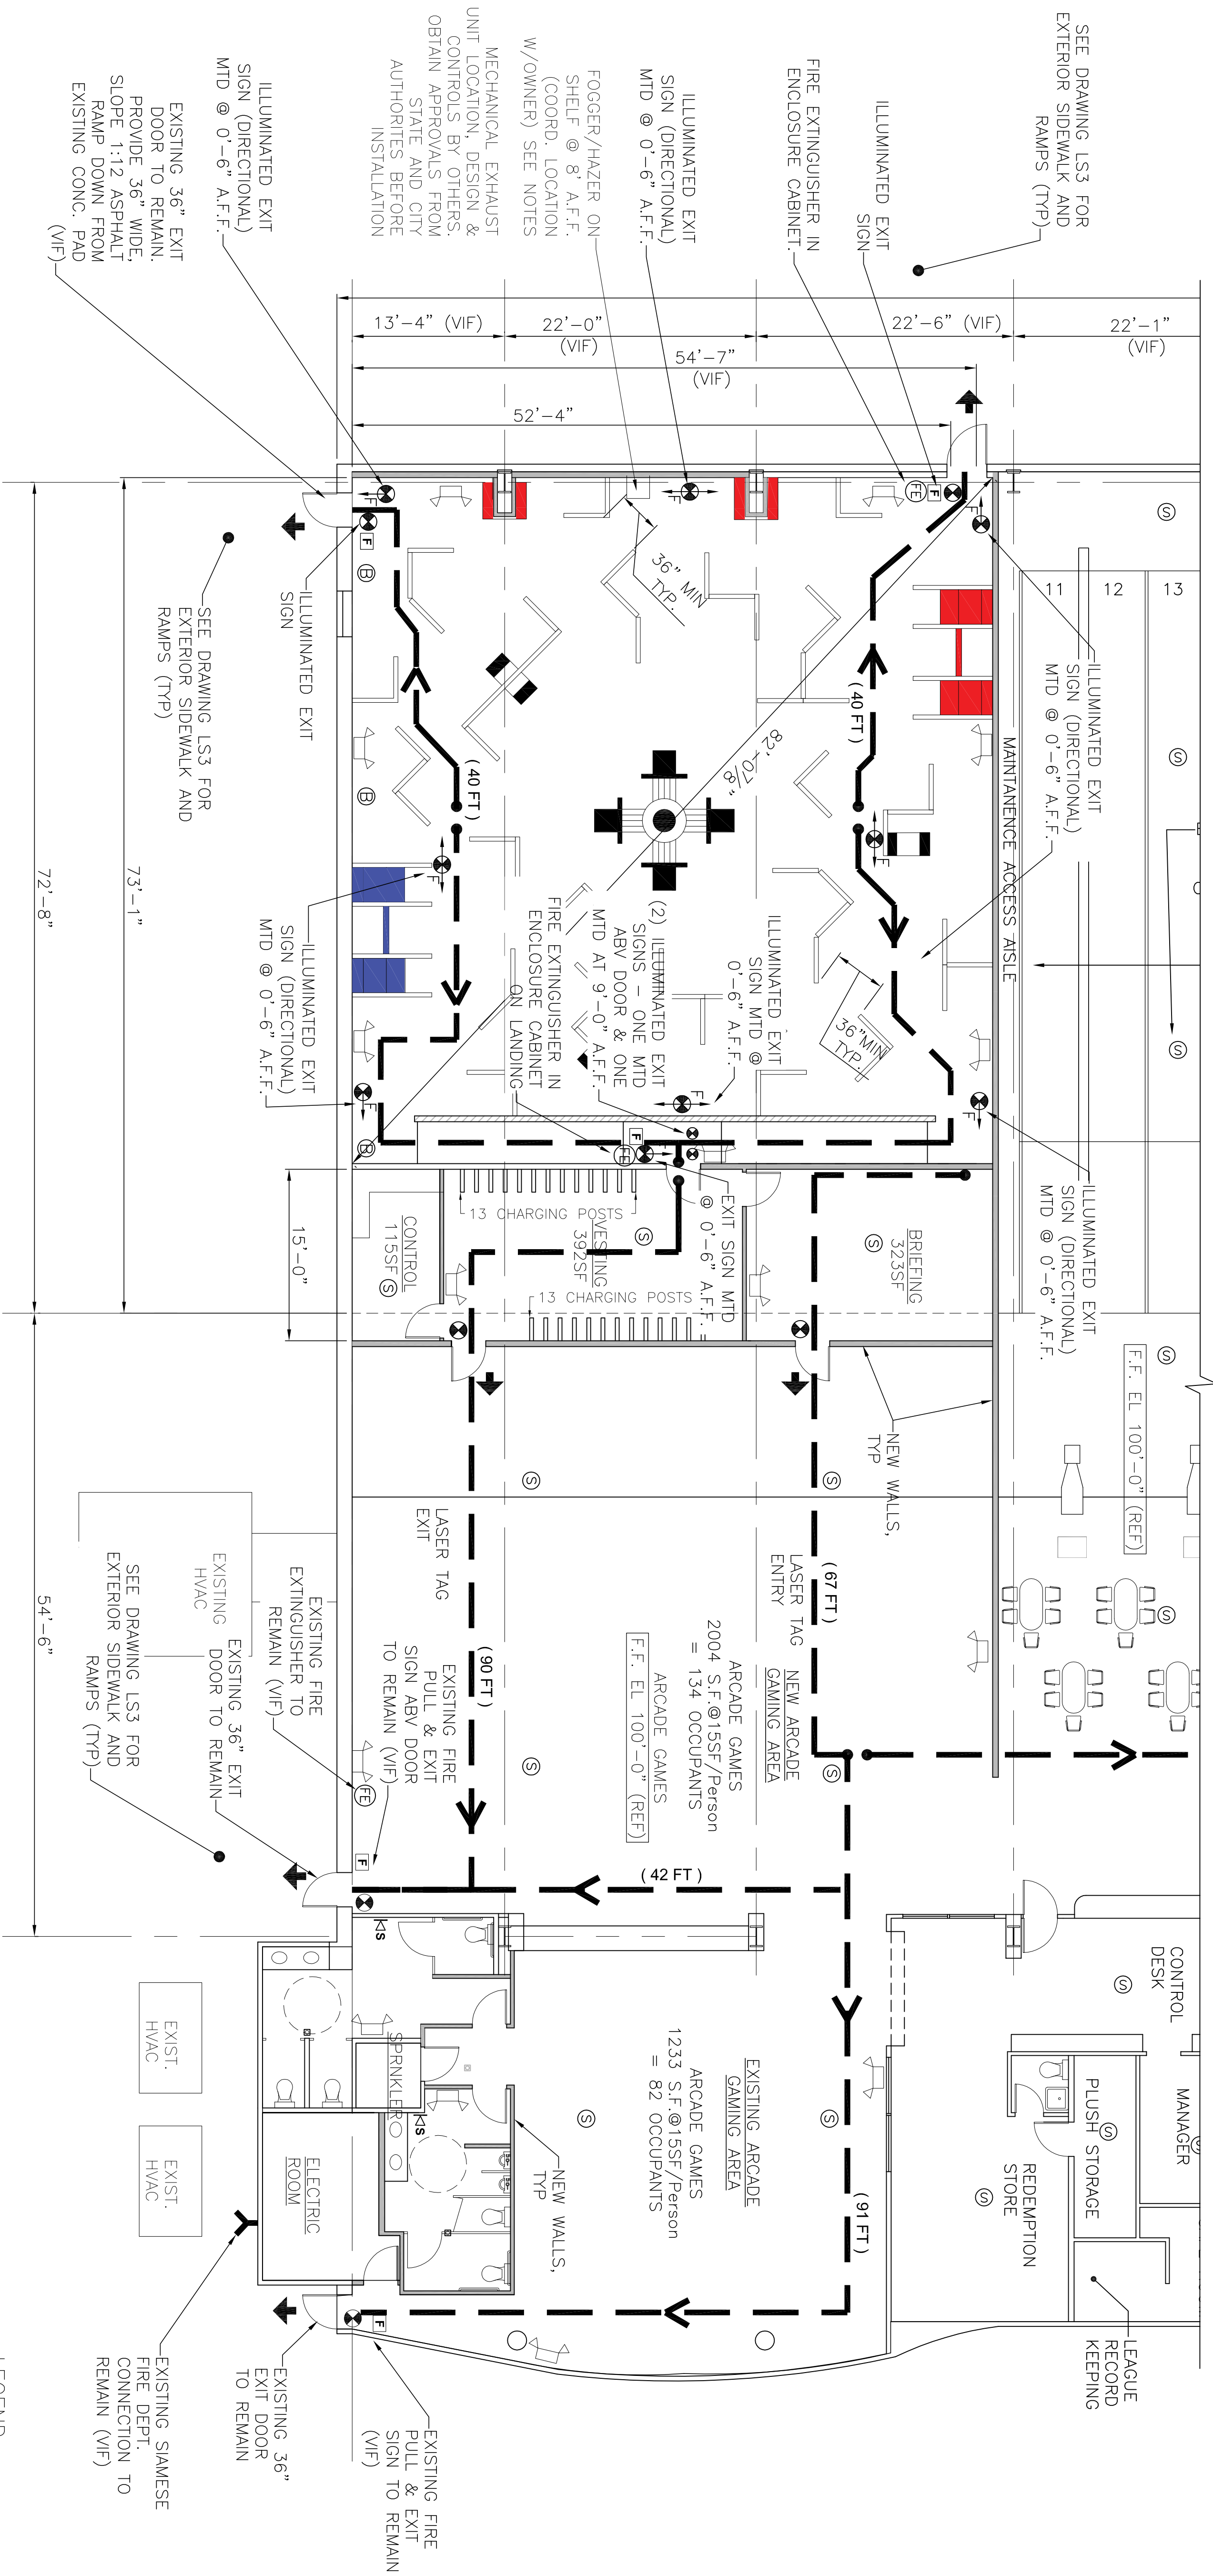 SEE DRAWING LS3 FOR
EXTERIOR SIDEWALK AND
RAMPS (TYP)
ILLUMINATED EXIT
SIGN
FIRE EXTINGUISHER IN
ENCLOSURE CABINET.
ILLUMINATED EXIT
SIGN (DIRECTIONAL)
MTD @ 0'-6" A.F.F.
FOGGER/HAZER ON
SHELF @ 8' A.F.F.
(COORD. LOCATION
W/OWNER) SEE NOTES
MECHANICAL EXHAUST
UNIT LOCATION, DESIGN &
CONTROLS BY OTHERS.
OBTAIN APPROVALS FROM
STATE AND CITY
AUTHORITES BEFORE
INSTALLATION
ILLUMINATED EXIT
SIGN (DIRECTIONAL)
MTD @ 0'-6" A.F.F.
EXISTING 36" EXIT
DOOR TO REMAIN.
PROVIDE 36" WIDE,
SLOPE 1:12 ASPHALT
RAMP DOWN FROM
EXISTING CONC. PAD
(VIF)
13'-4" (VIF)
22'-0"
(VIF)
22'-6" (VIF)
22'-1"
(VIF)
54'-7"
(VIF)
52'-4"
FE
F
F
F
F
F
F
B
S
11
12
13
36" MIN
TYP.
ILLUMINATED EXIT
SIGN
SEE DRAWING LS3 FOR
EXTERIOR SIDEWALK AND
RAMPS (TYP)
ILLUMINATED EXIT
SIGN (DIRECTIONAL)
MTD @ 0'-6" A.F.F.
MAINTANENCE ACCESS AISLE
(40 FT)
(40 FT)
82'-07/8"
S
B
F
F
73'-1"
72'-8"
ILLUMINATED EXIT
SIGN (DIRECTIONAL)
MTD @ 0'-6" A.F.F.
FIRE EXTINGUISHER IN
ENCLOSURE CABINET
ON LANDING
(2) ILLUMINATED EXIT
SIGNS - ONE MTD
ABV DOOR & ONE
MTD AT 9'-0" A.F.F.
ILLUMINATED EXIT
SIGN MTD @
0'-6" A.F.F.
36"MIN
TYP.
S
F
F
F
F
B
FE
F
ILLUMINATED EXIT
SIGN (DIRECTIONAL)
MTD @ 0'-6" A.F.F.
EXIT SIGN MTD
@ 0'-6" A.F.F.
13 CHARGING POSTS
VESTING
392SF
13 CHARGING POSTS
CONTROL
115SF
BRIEFING
323SF
S
S
S
15'-0"
NEW WALLS,
TYP
F.F. EL 100'-0" (REF)
S
S
S
LASER TAG
EXIT
LASER TAG
ENTRY
NEW ARCADE
GAMING AREA
ARCADE GAMES
2004 S.F.@15SF/Person
= 134 OCCUPANTS
ARCADE GAMES
F.F. EL 100'-0" (REF)
(67 FT)
(90 FT)
(42 FT)
S
S
S
EXISTING
HVAC
54'-6"
EXISTING FIRE
PULL & EXIT
SIGN ABV DOOR
TO REMAIN (VIF)
EXISTING FIRE
EXTINGUISHER TO
REMAIN (VIF)
EXISTING 36" EXIT
DOOR TO REMAIN
SEE DRAWING LS3 FOR
EXTERIOR SIDEWALK AND
RAMPS (TYP)
FE
F
S
SPRNKLER
S
EXIST.
HVAC
EXIST.
HVAC
ELECTRIC
ROOM
NEW WALLS,
TYP
EXISTING ARCADE
GAMING AREA
ARCADE GAMES
1233 S.F.@15SF/Person
= 82 OCCUPANTS
(91 FT)
S
S
S
S
CONTROL
DESK
MANAGER
S
PLUSH STORAGE
S
REDEMPTION
STORE
LEAGUE
RECORD
KEEPING
F
EXISTING FIRE
PULL & EXIT
SIGN TO REMAIN
(VIF)
EXISTING 36"
EXIT DOOR
TO REMAIN
EXISTING SIAMESE
FIRE DEPT.
CONNECTION TO
REMAIN (VIF)
LEGEND